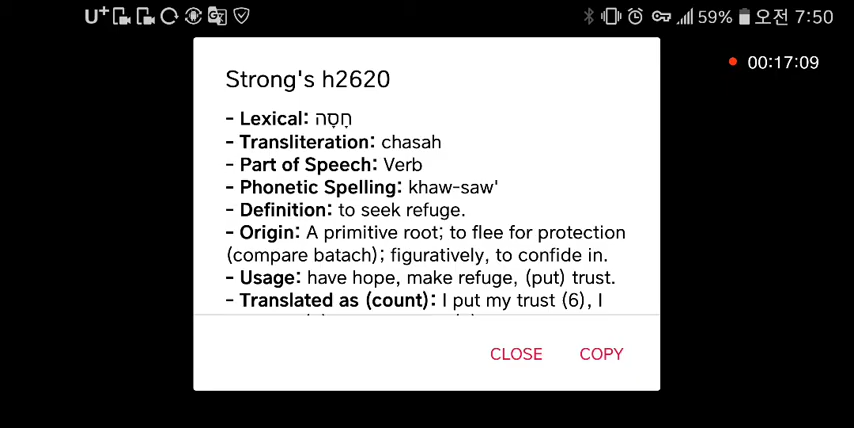 U+ 59% 오전 7:50
00:17:09
Strong's h2620
- Lexical: חָסָה
- Transliteration: chasah
- Part of Speech: Verb
- Phonetic Spelling: khaw-saw'
- Definition: to seek refuge.
- Origin: A primitive root; to flee for protection
(compare batach); figuratively, to confide in.
- Usage: have hope, make refuge, (put) trust.
- Translated as (count): I put my trust (6), I
CLOSE COPY